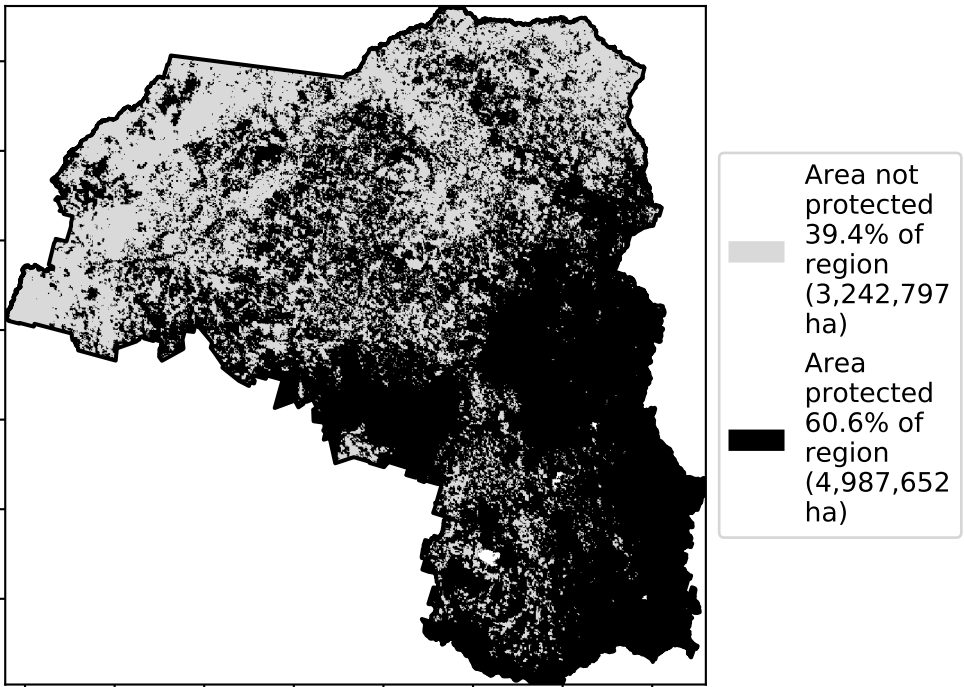 Area not
protected
39.4% of
region
(3,242,797
ha)
Area
protected
60.6% of
region
(4,987,652
ha)